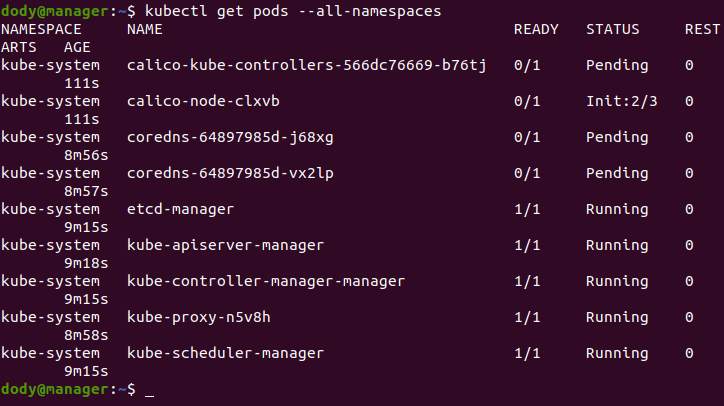 dody@manager:~$ kubectl get pods --all-namespaces
NAMESPACE     NAME                                       READY   STATUS     REST
ARTS   AGE
kube-system   calico-kube-controllers-566dc76669-b76tj   0/1     Pending    0
       111s
kube-system   calico-node-clxvb                          0/1     Init:2/3   0
       111s
kube-system   coredns-64897985d-j68xg                    0/1     Pending    0
       8m56s
kube-system   coredns-64897985d-vx2lp                    0/1     Pending    0
       8m57s
kube-system   etcd-manager                               1/1     Running    0
       9m15s
kube-system   kube-apiserver-manager                     1/1     Running    0
       9m18s
kube-system   kube-controller-manager-manager            1/1     Running    0
       9m15s
kube-system   kube-proxy-n5v8h                           1/1     Running    0
       8m58s
kube-system   kube-scheduler-manager                     1/1     Running    0
       9m15s
dody@manager:~$ _